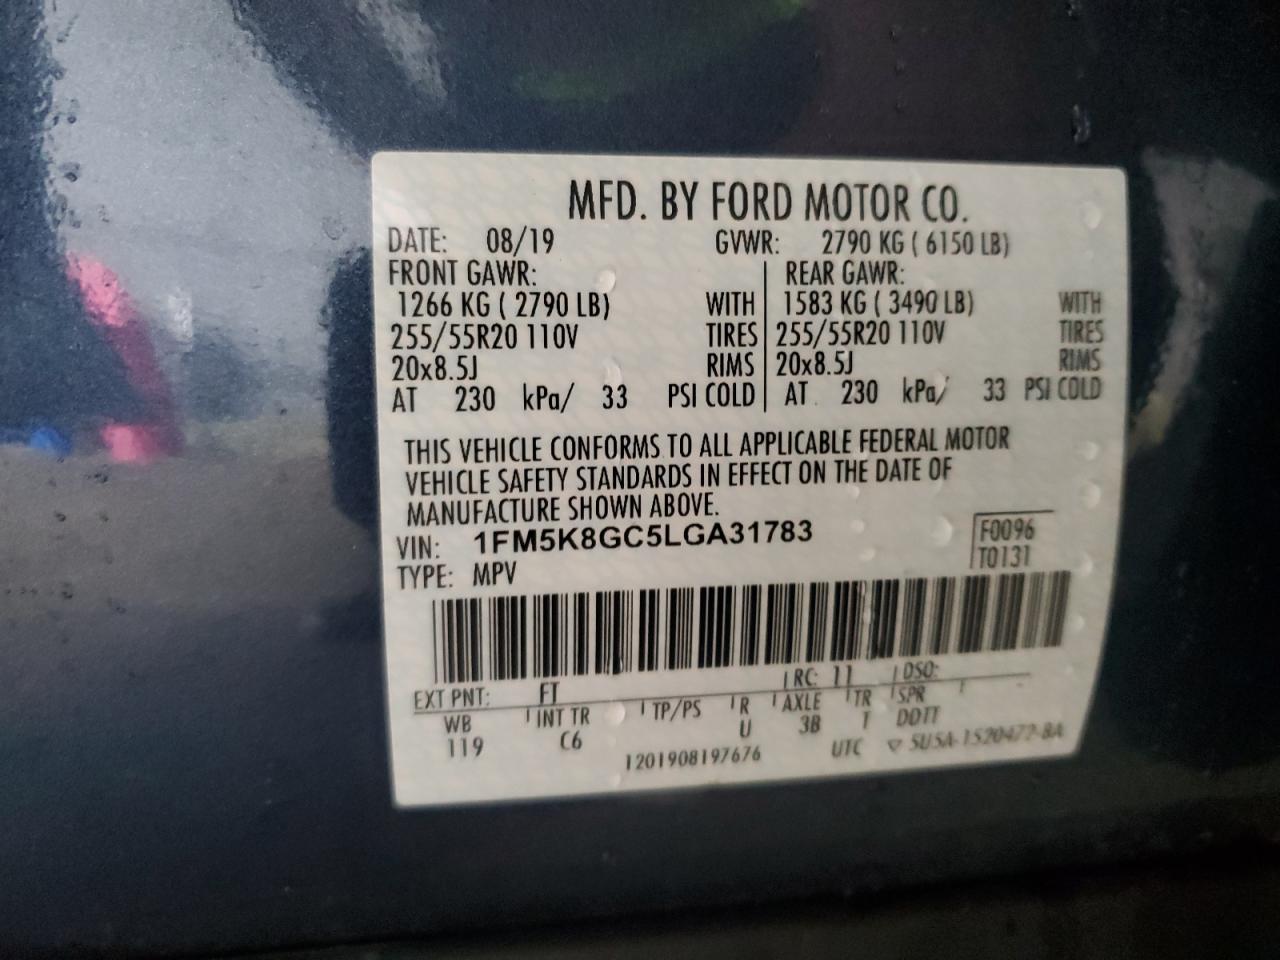 MFD. BY FORD MOTOR CO.
DATE: 08/19 GVWR: 2790 KG ( 6150 LB)
FRONT GAWR: REAR GAWR:
1266 KG ( 2790 LB) WITH 1583 KG ( 3490 LB) WITH
255/55R20 110V TIRES 255/55R20 110V TIRES
20x8.5J RIMS 20x8.5J RIMS
AT 230 kPa/ 33 PSI COLD AT 230 kPa/ 33 PSI COLD
THIS VEHICLE CONFORMS TO ALL APPLICABLE FEDERAL MOTOR
VEHICLE SAFETY STANDARDS IN EFFECT ON THE DATE OF
MANUFACTURE SHOWN ABOVE.
VIN: 1FM5K8GC5LGA31783 F0096
TYPE: MPV T0131
EXT PNT: FT RC: 11 DSO:
WB INT TR TP/PS R AXLE TR SPR
119 C6 U 3B T DDTT
1201908197676 UTC ▽ 5U5A-1520472-BA